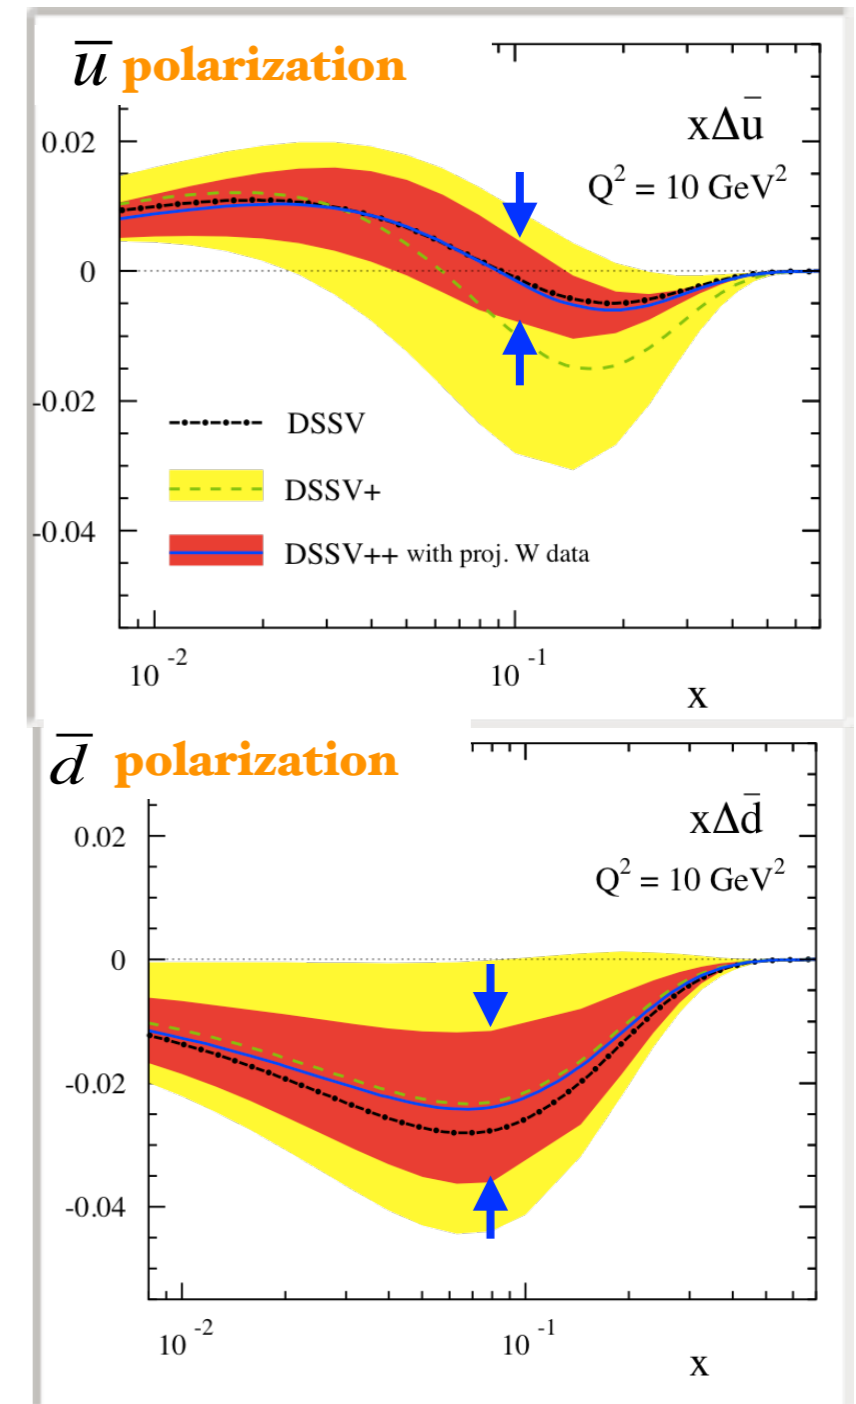 u̅ polarization
xΔu̅
Q² = 10 GeV²
0.02
0
-0.02
-0.04
DSSV
DSSV+
DSSV++ with proj. W data
10⁻²
10⁻¹
x
d̅ polarization
xΔd̅
Q² = 10 GeV²
0.02
0
-0.02
-0.04
10⁻²
10⁻¹
x